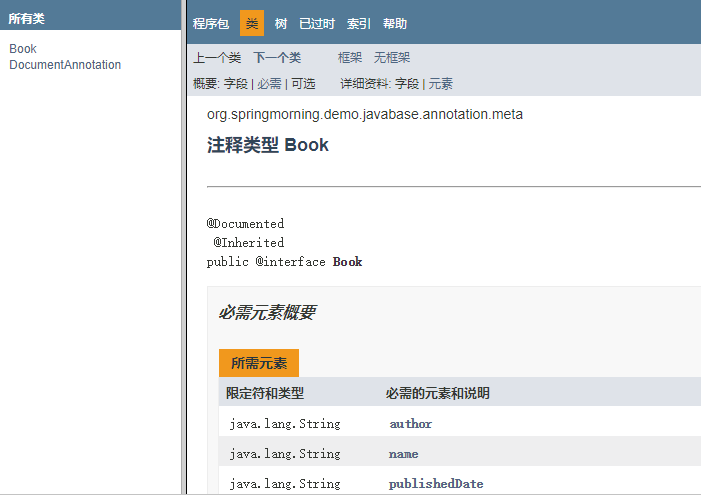 所有类
Book
DocumentAnnotation
程序包 类 树 已过时 索引 帮助
上一个类 下一个类 框架 无框架
概要: 字段 | 必需 | 可选 详细资料: 字段 | 元素
org.springmorning.demo.javabase.annotation.meta
注释类型 Book
@Documented
@Inherited
public @interface Book
必需元素概要
所需元素
限定符和类型 必需的元素和说明
java.lang.String author
java.lang.String name
java.lang.String publishedDate